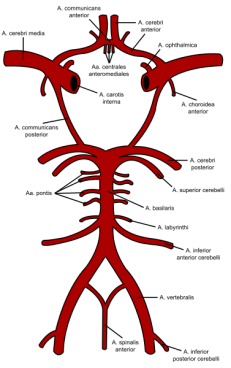 A. communicans
anterior
A. cerebri
anterior
A. cerebri media
A. ophthalmica
Aa. centrales
anteromediales
A. carotis
interna
A. choroidea
anterior
A. communicans
posterior
A. cerebri
posterior
Aa. pontis
A. superior cerebelli
A. basilaris
A. labyrinthi
A. inferior
anterior cerebelli
A. vertebralis
A. spinalis
anterior
A. inferior
posterior cerebelli